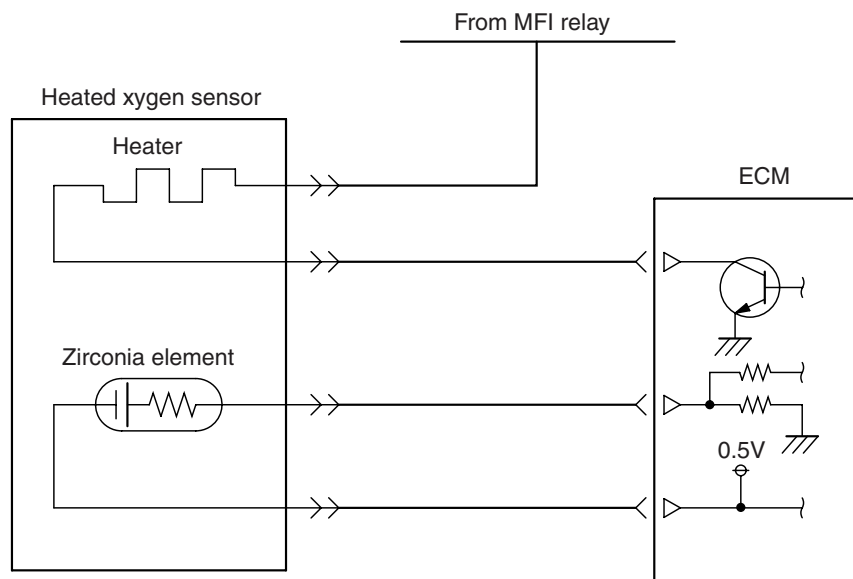 From MFI relay
Heated xygen sensor
Heater
ECM
Zirconia element
0.5V